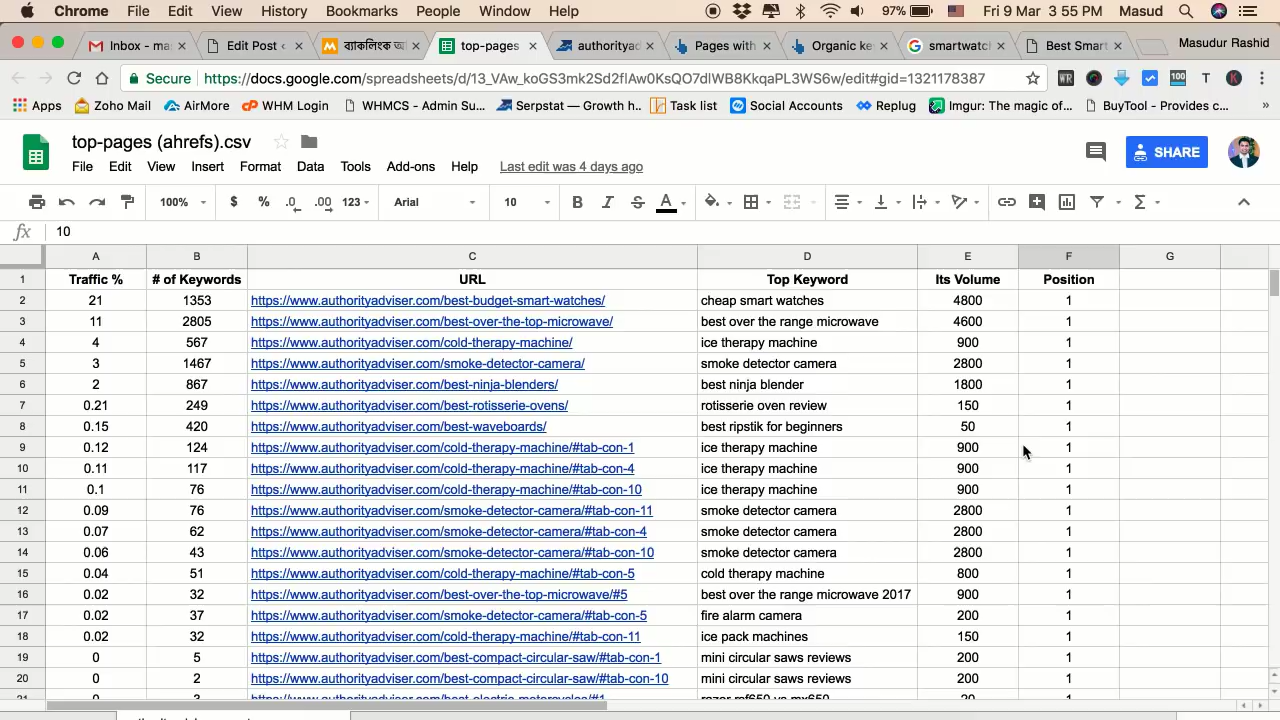 Chrome File Edit View History Bookmarks People Window Help 97% Fri 9 Mar 3 55 PM Masud
Inbox - ma Edit Post ‹ ব্যাকলিংক top-pages authorityad Pages with Organic ke smartwatc Best Smar Masudur Rashid
Secure https://docs.google.com/spreadsheets/d/13_VAw_koGS3mk2Sd2flAw0KsQO7dlWB8KkqaPL3WS6w/edit#gid=1321178387
Apps Zoho Mail AirMore WHM Login WHMCS - Admin Su... Serpstat — Growth h.. Task list Social Accounts Replug Imgur: The magic of... BuyTool - Provides c... »
top-pages (ahrefs).csv
File Edit View Insert Format Data Tools Add-ons Help Last edit was 4 days ago SHARE
100% $ % .0 .00 123 Arial 10 B I S A Σ
fx 10
A B C D E F G
1 Traffic % # of Keywords URL Top Keyword Its Volume Position
2 21 1353 https://www.authorityadviser.com/best-budget-smart-watches/ cheap smart watches 4800 1
3 11 2805 https://www.authorityadviser.com/best-over-the-top-microwave/ best over the range microwave 4600 1
4 4 567 https://www.authorityadviser.com/cold-therapy-machine/ ice therapy machine 900 1
5 3 1467 https://www.authorityadviser.com/smoke-detector-camera/ smoke detector camera 2800 1
6 2 867 https://www.authorityadviser.com/best-ninja-blenders/ best ninja blender 1800 1
7 0.21 249 https://www.authorityadviser.com/best-rotisserie-ovens/ rotisserie oven review 150 1
8 0.15 420 https://www.authorityadviser.com/best-waveboards/ best ripstik for beginners 50 1
9 0.12 124 https://www.authorityadviser.com/cold-therapy-machine/#tab-con-1 ice therapy machine 900 1
10 0.11 117 https://www.authorityadviser.com/cold-therapy-machine/#tab-con-4 ice therapy machine 900 1
11 0.1 76 https://www.authorityadviser.com/cold-therapy-machine/#tab-con-10 ice therapy machine 900 1
12 0.09 76 https://www.authorityadviser.com/smoke-detector-camera/#tab-con-11 smoke detector camera 2800 1
13 0.07 62 https://www.authorityadviser.com/smoke-detector-camera/#tab-con-4 smoke detector camera 2800 1
14 0.06 43 https://www.authorityadviser.com/smoke-detector-camera/#tab-con-10 smoke detector camera 2800 1
15 0.04 51 https://www.authorityadviser.com/cold-therapy-machine/#tab-con-5 cold therapy machine 800 1
16 0.02 32 https://www.authorityadviser.com/best-over-the-top-microwave/#5 best over the range microwave 2017 900 1
17 0.02 37 https://www.authorityadviser.com/smoke-detector-camera/#tab-con-5 fire alarm camera 200 1
18 0.02 32 https://www.authorityadviser.com/cold-therapy-machine/#tab-con-11 ice pack machines 150 1
19 0 5 https://www.authorityadviser.com/best-compact-circular-saw/#tab-con-1 mini circular saws reviews 200 1
20 0 2 https://www.authorityadviser.com/best-compact-circular-saw/#tab-con-10 mini circular saws reviews 200 1